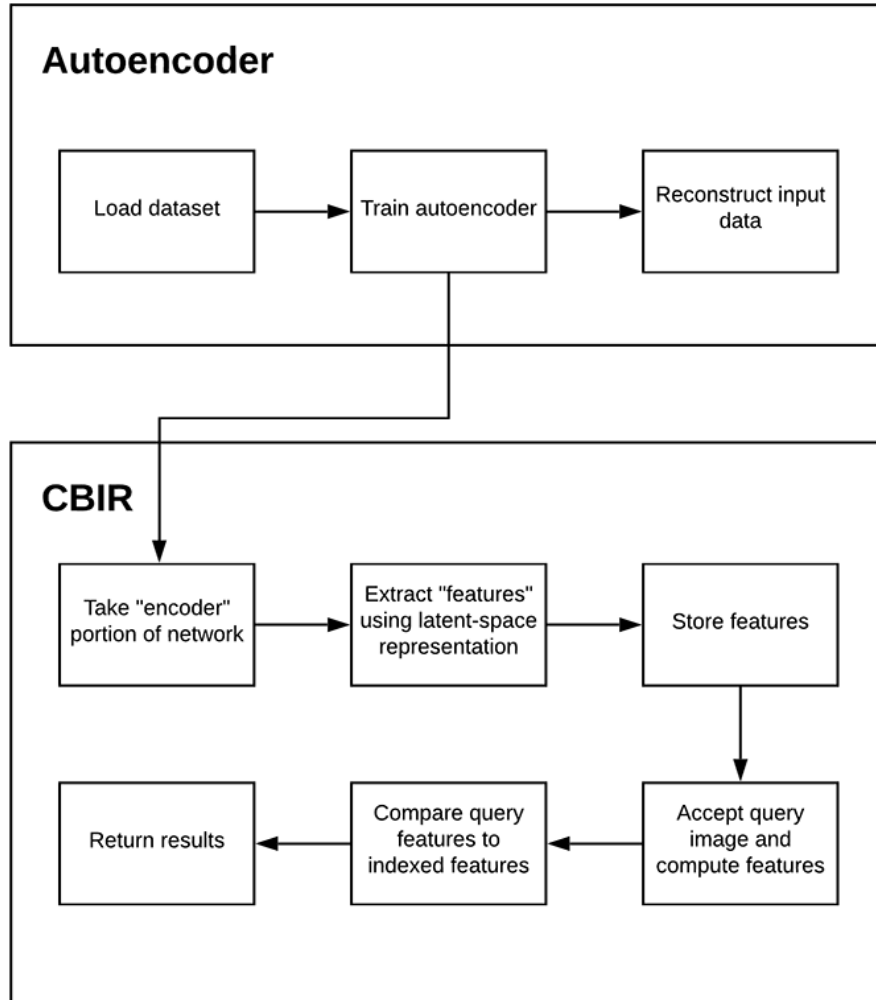 Autoencoder
Load dataset
Train autoencoder
Reconstruct input
data
CBIR
Take "encoder"
portion of network
Extract "features"
using latent-space
representation
Store features
Accept query
image and
compute features
Compare query
features to
indexed features
Return results